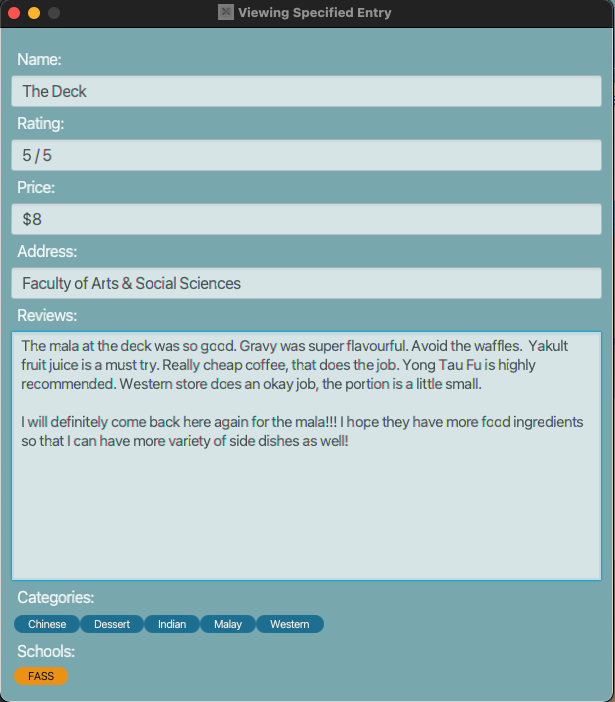 Viewing Specified Entry
Name:
The Deck
Rating:
5 / 5
Price:
$8
Address:
Faculty of Arts & Social Sciences
Reviews:
The mala at the deck was so good. Gravy was super flavourful. Avoid the waffles.  Yakult
fruit juice is a must try. Really cheap coffee, that does the job. Yong Tau Fu is highly
recommended. Western store does an okay job, the portion is a little small.
I will definitely come back here again for the mala!!! I hope they have more food ingredients
so that I can have more variety of side dishes as well!
Categories:
Chinese Dessert Indian Malay Western
Schools:
FASS